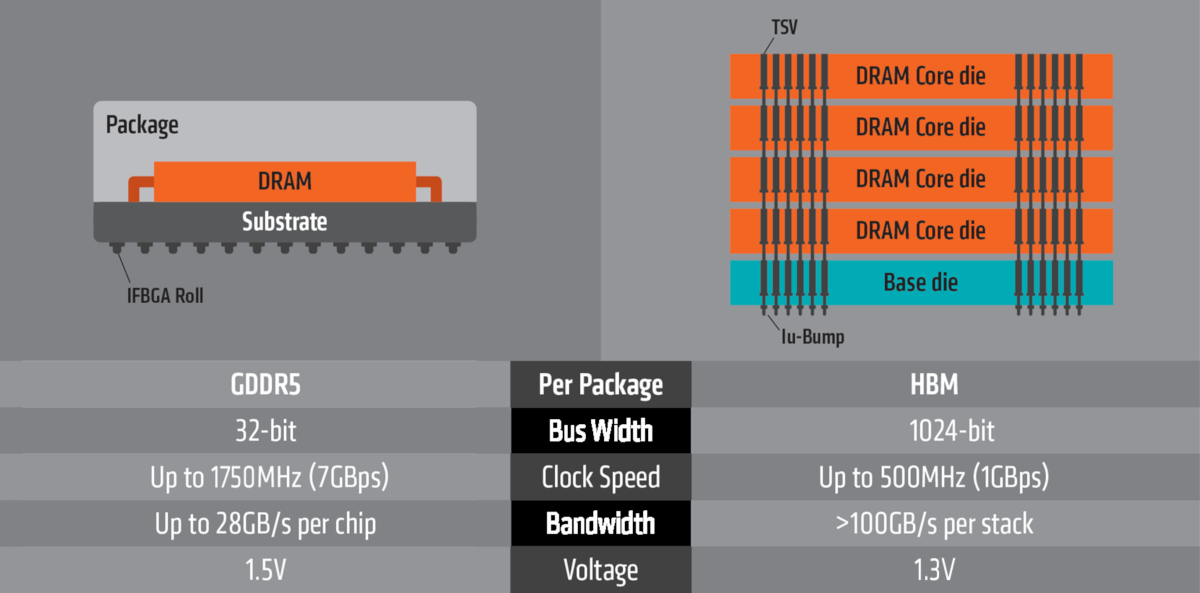 Package
DRAM
Substrate
IFBGA Roll
TSV
DRAM Core die
DRAM Core die
DRAM Core die
DRAM Core die
Base die
Iu-Bump
GDDR5 Per Package HBM
32-bit Bus Width 1024-bit
Up to 1750MHz (7GBps) Clock Speed Up to 500MHz (1GBps)
Up to 28GB/s per chip Bandwidth >100GB/s per stack
1.5V Voltage 1.3V